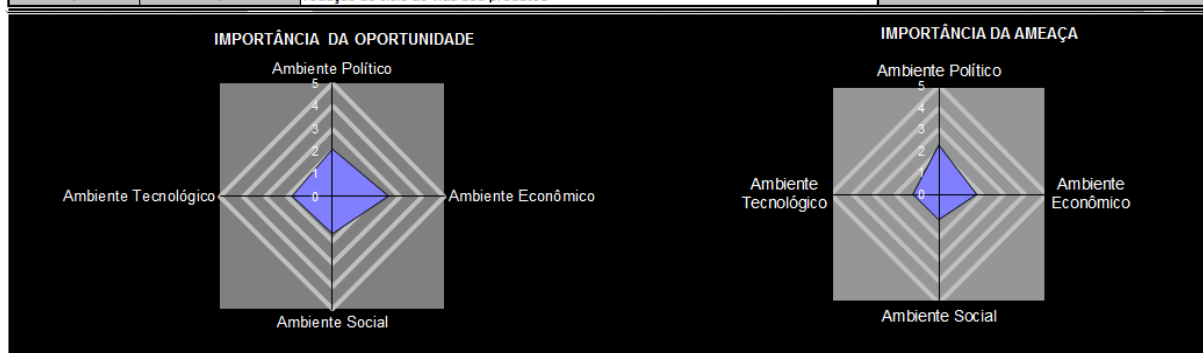 IMPORTÂNCIA DA OPORTUNIDADE
Ambiente Político
5
4
3
2
1
0
Ambiente Tecnológico
Ambiente Econômico
Ambiente Social
IMPORTÂNCIA DA AMEAÇA
Ambiente Político
5
4
3
2
1
0
Ambiente
Tecnológico
Ambiente
Econômico
Ambiente Social